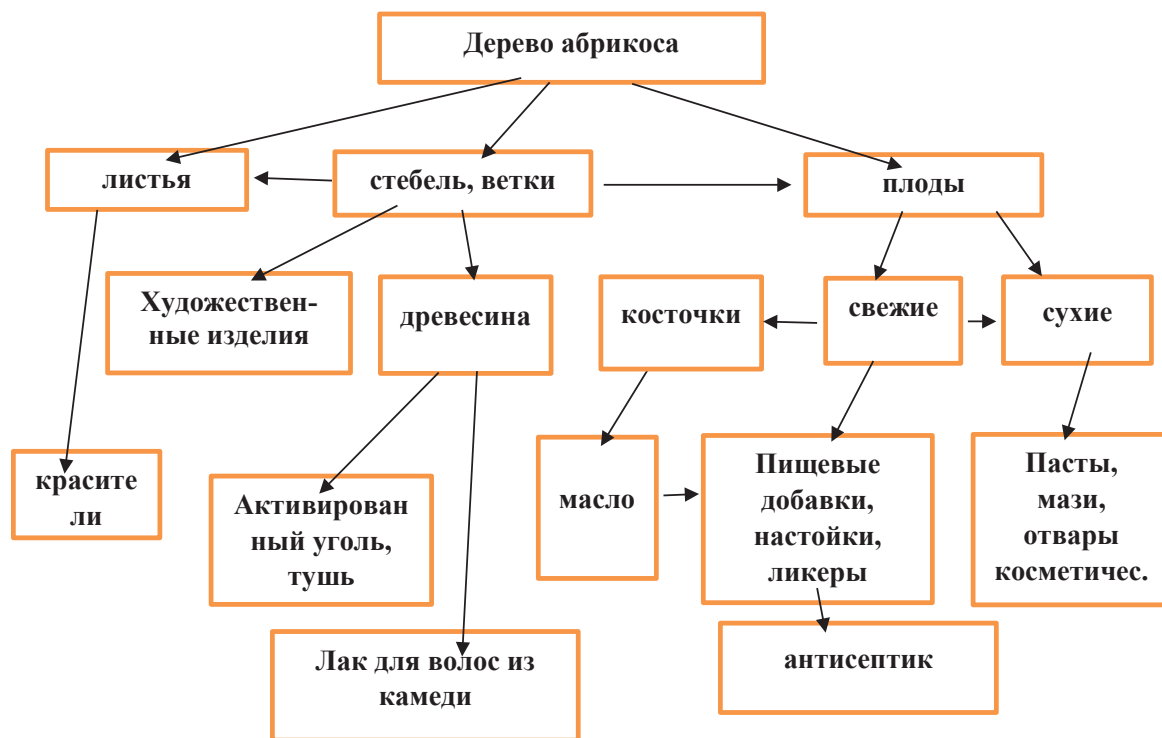 Дерево абрикоса
листья
стебель, ветки
плоды
Художествен-
ные изделия
древесина
косточки
свежие
сухие
красите
ли
Активирован
ный уголь,
тушь
масло
Пищевые
добавки,
настойки,
ликеры
Пасты,
мази,
отвары
косметичес.
Лак для волос из
камеди
антисептик